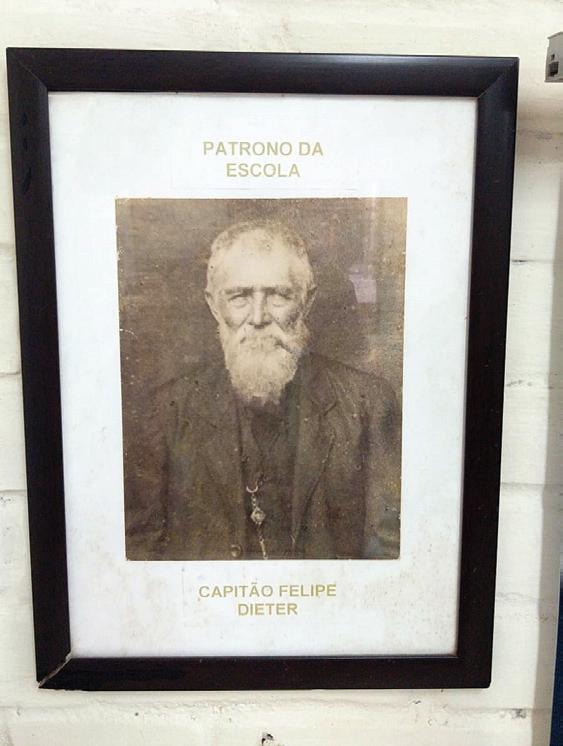 PATRONO DA
ESCOLA
CAPITÃO FELIPE
DIETER